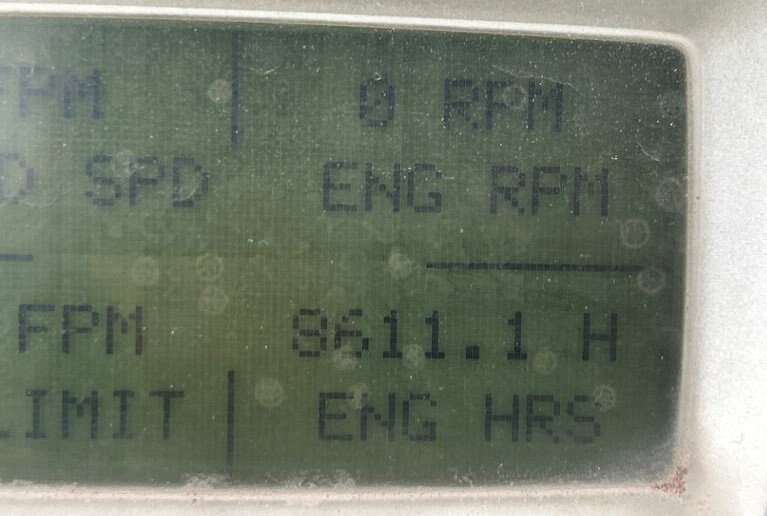 FPM 0 RPM
SPD ENG RPM
FPM 8611.1 H
LIMIT ENG HRS